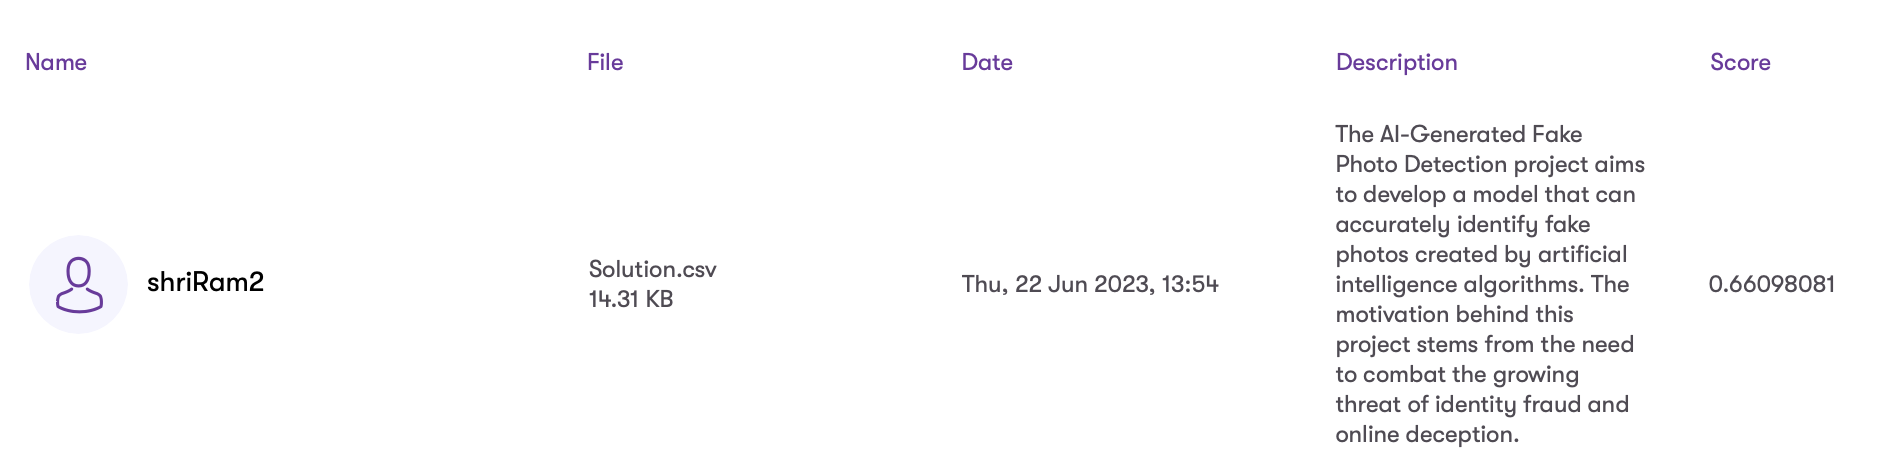 Name File Date Description Score
shriRam2
Solution.csv
14.31 KB
Thu, 22 Jun 2023, 13:54
The AI-Generated Fake
Photo Detection project aims
to develop a model that can
accurately identify fake
photos created by artificial
intelligence algorithms. The
motivation behind this
project stems from the need
to combat the growing
threat of identity fraud and
online deception.
0.66098081